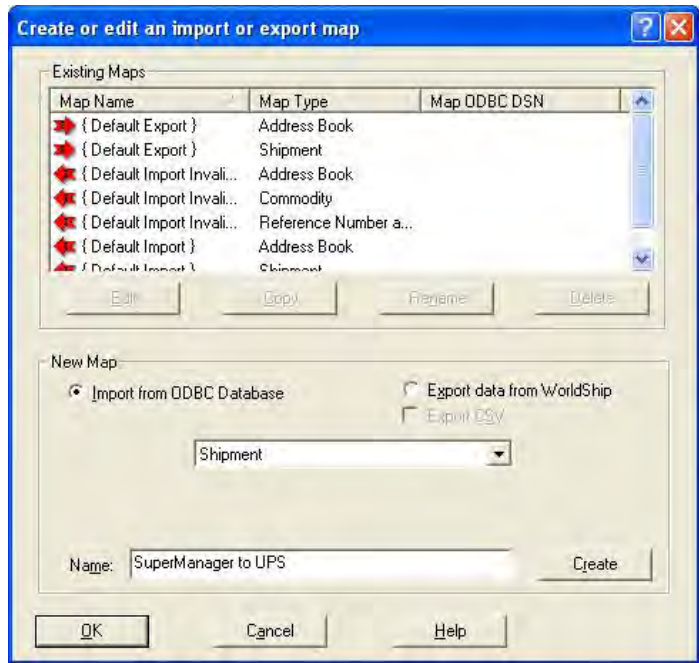 Create or edit an import or export map
Existing Maps
Map Name Map Type Map ODBC DSN
{ Default Export } Address Book
{ Default Export } Shipment
{ Default Import Invali... Address Book
{ Default Import Invali... Commodity
{ Default Import Invali... Reference Number a...
{ Default Import } Address Book
{ Default Import } Shipment
Edit Copy Rename Delete
New Map
Import from ODBC Database Export data from WorldShip
Export CSV
Shipment
Name: SuperManager to UPS Create
OK Cancel Help